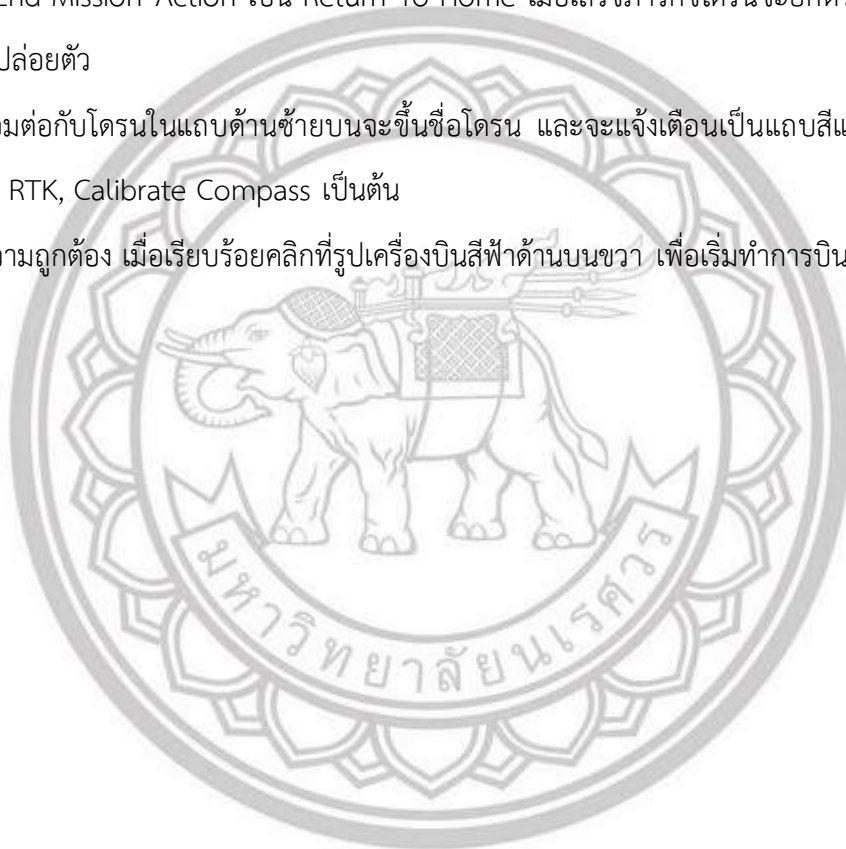 End Mission Action เป็น Return To Home เมื่อเสร็จภารกิจโดรนจะบิน
ปล่อยตัว
อมต่อกับโดรนในแถบด้านซ้ายบนจะขึ้นชื่อโดรน และจะแจ้งเตือนเป็นแถบสีแ
RTK, Calibrate Compass เป็นต้น
วามถูกต้อง เมื่อเรียบร้อยคลิกที่รูปเครื่องบินสีฟ้าด้านบนขวา เพื่อเริ่มทำการบิน
มหาวิทยาลัยนเรศวร